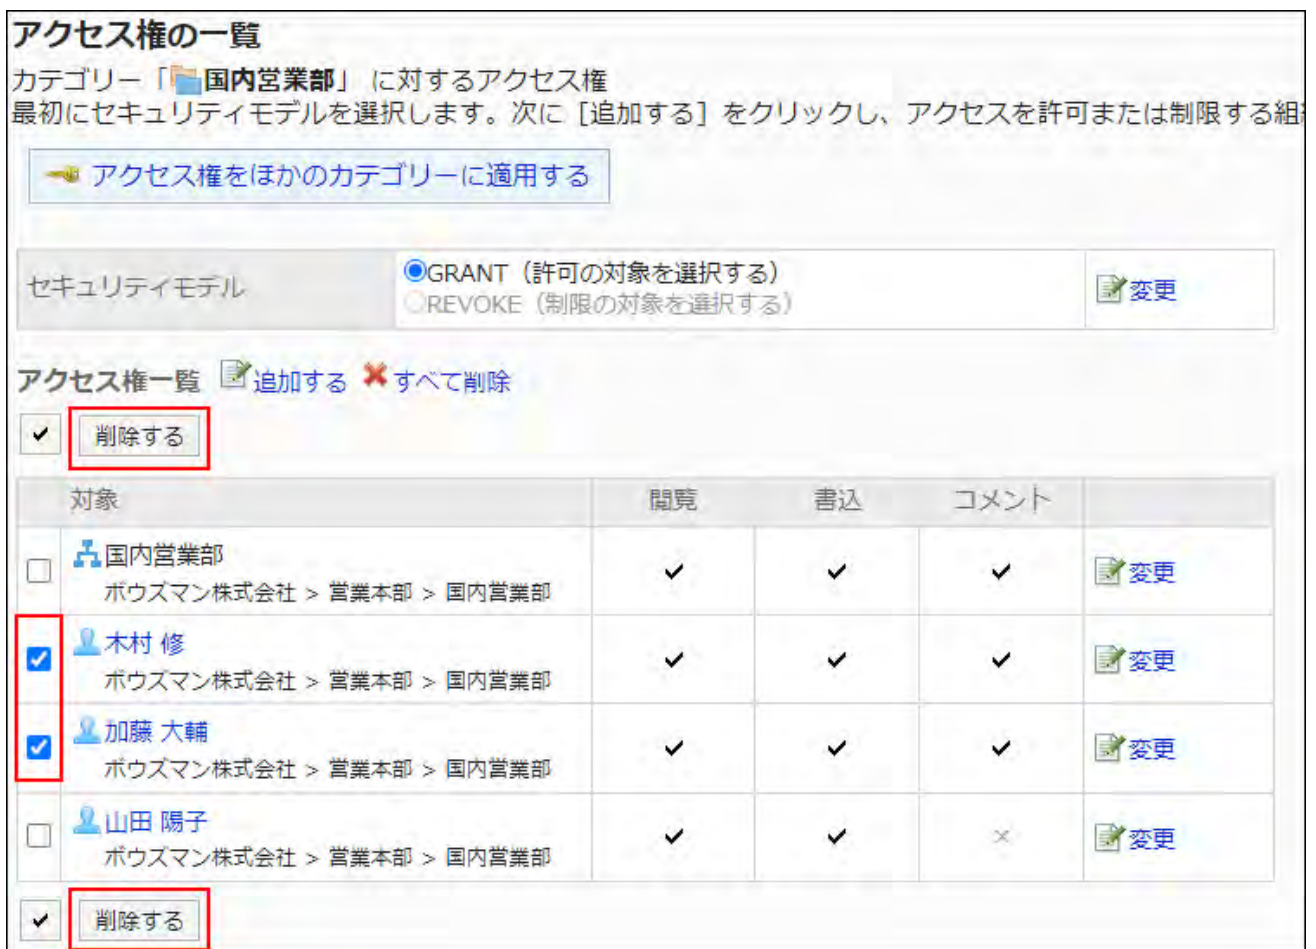 アクセス権の一覧
カテゴリー「国内営業部」 に対するアクセス権
最初にセキュリティモデルを選択します。次に [追加する] をクリックし、アクセスを許可または制限する組
アクセス権をほかのカテゴリーに適用する
セキュリティモデル
GRANT (許可の対象を選択する)
REVOKE (制限の対象を選択する)
変更
アクセス権一覧 追加する すべて削除
削除する
対象 閲覧 書込 コメント
国内営業部
ボウズマン株式会社 > 営業本部 > 国内営業部
変更
木村 修
ボウズマン株式会社 > 営業本部 > 国内営業部
変更
加藤 大輔
ボウズマン株式会社 > 営業本部 > 国内営業部
変更
山田 陽子
ボウズマン株式会社 > 営業本部 > 国内営業部
変更
削除する